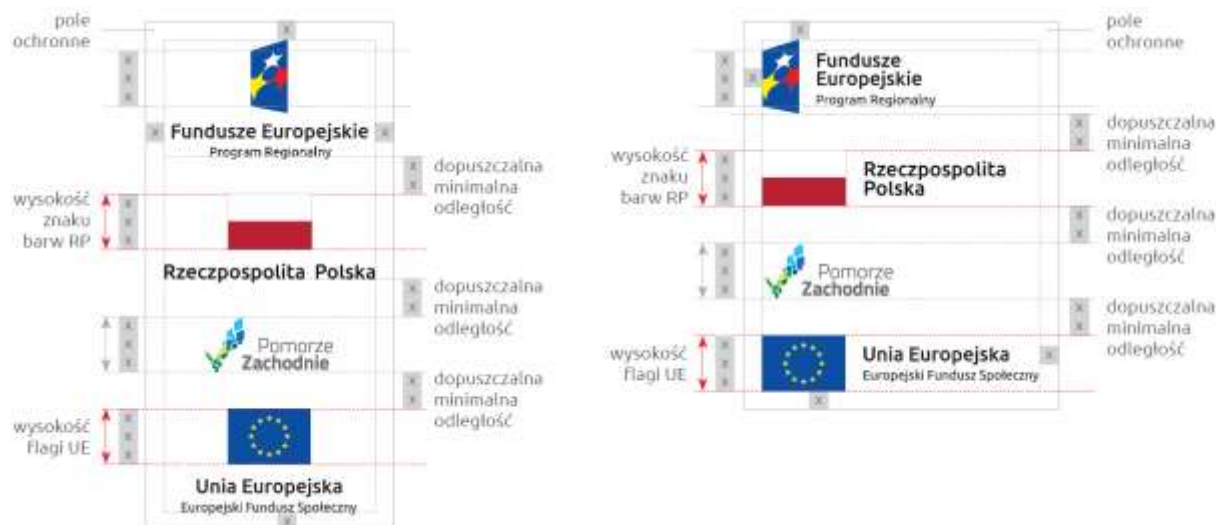 pole
ochronne
x
x
x
x
Fundusze Europejskie
Program Regionalny
x
x
x
x
dopuszczalna
minimalna
odległość
wysokość
znaku
barw RP
x
x
x
Rzeczpospolita Polska
x
x
dopuszczalna
minimalna
odległość
x
x
x
Pomorze
Zachodnie
x
x
dopuszczalna
minimalna
odległość
wysokość
flagi UE
x
x
x
Unia Europejska
Europejski Fundusz Społeczny
x
x
pole
ochronne
x
x
x
x
Fundusze
Europejskie
Program Regionalny
x
x
dopuszczalna
minimalna
odległość
wysokość
znaku
barw RP
x
x
x
Rzeczpospolita
Polska
x
x
dopuszczalna
minimalna
odległość
x
x
x
Pomorze
Zachodnie
x
x
dopuszczalna
minimalna
odległość
wysokość
flagi UE
x
x
x
Unia Europejska
Europejski Fundusz Społeczny
x
x